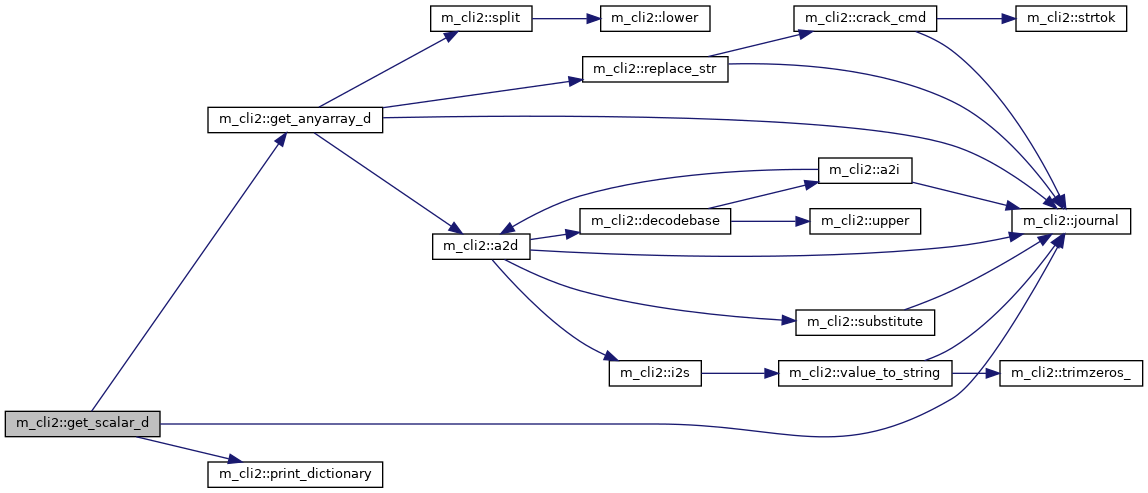 m_cli2::split
m_cli2::lower
m_cli2::crack_cmd
m_cli2::strtok
m_cli2::replace_str
m_cli2::get_anyarray_d
m_cli2::a2i
m_cli2::decodebase
m_cli2::upper
m_cli2::journal
m_cli2::a2d
m_cli2::substitute
m_cli2::i2s
m_cli2::value_to_string
m_cli2::trimzeros_
m_cli2::get_scalar_d
m_cli2::print_dictionary